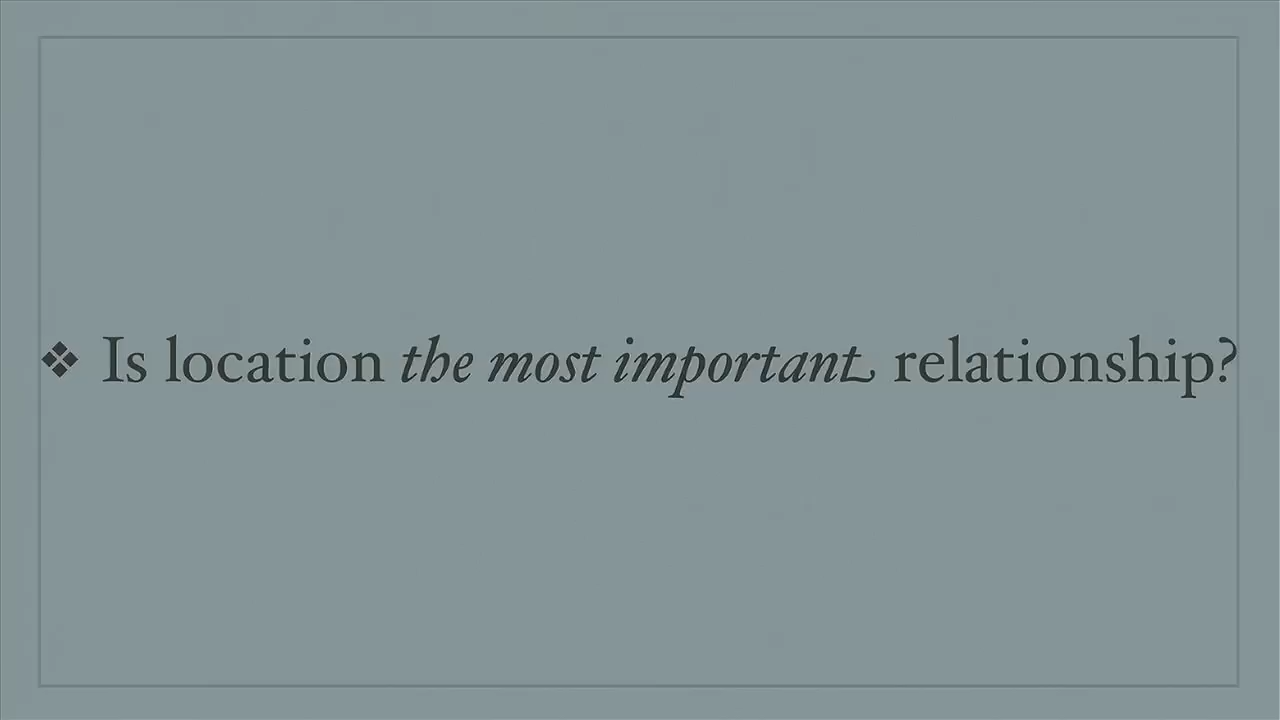 ❖ Is location the most important relationship?